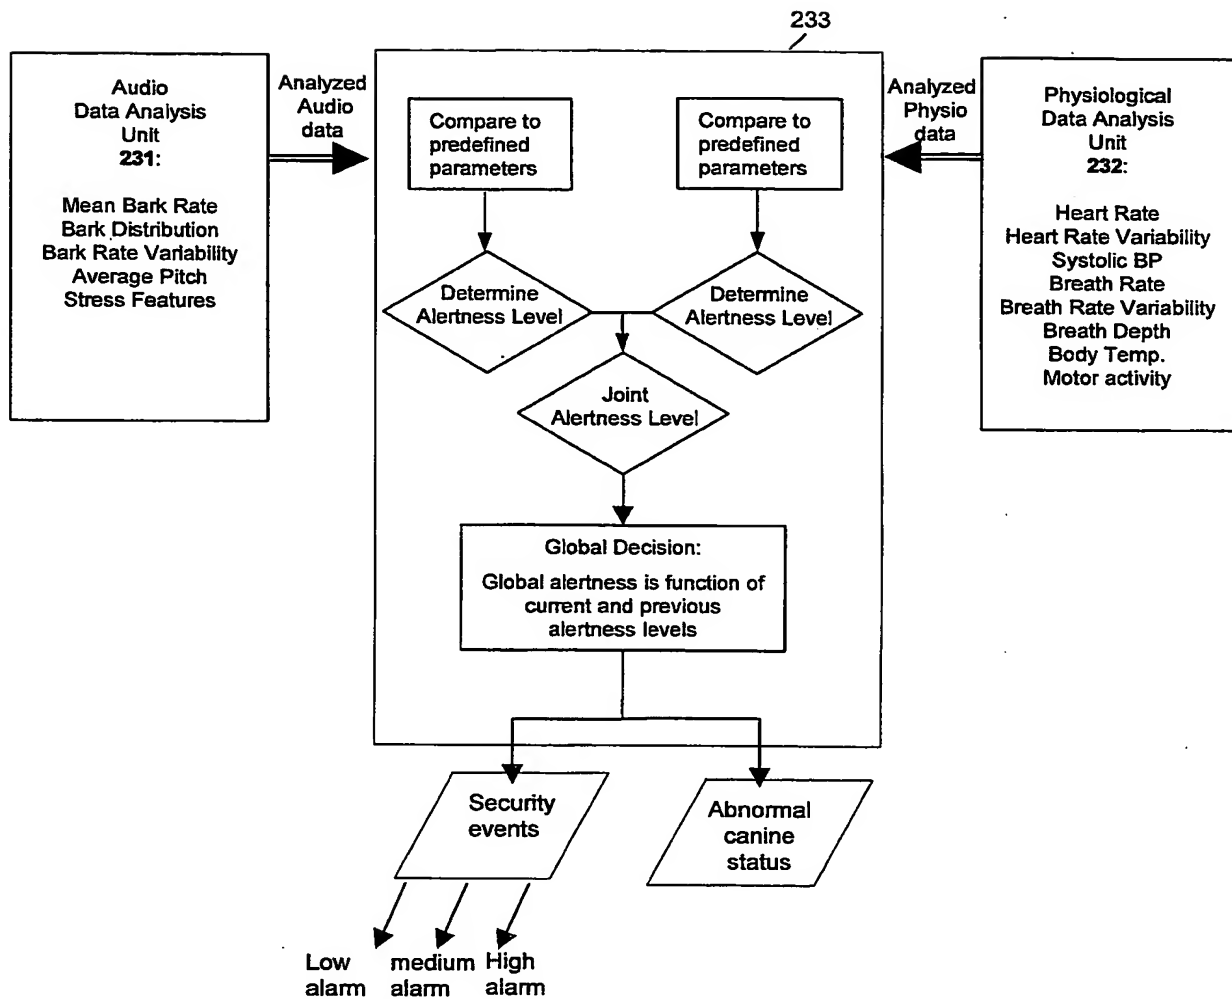 233
Audio
Data Analysis
Unit
231:
Mean Bark Rate
Bark Distribution
Bark Rate Variability
Average Pitch
Stress Features
Analyzed
Audio
data
Compare to
predefined
parameters
Compare to
predefined
parameters
Analyzed
Physio
data
Physiological
Data Analysis
Unit
232:
Heart Rate
Heart Rate Variability
Systolic BP
Breath Rate
Breath Rate Variability
Breath Depth
Body Temp.
Motor activity
Determine
Alertness Level
Determine
Alertness Level
Joint
Alertness Level
Global Decision:
Global alertness is function of
current and previous
alertness levels
Security
events
Abnormal
canine
status
Low
alarm
medium
alarm
High
alarm